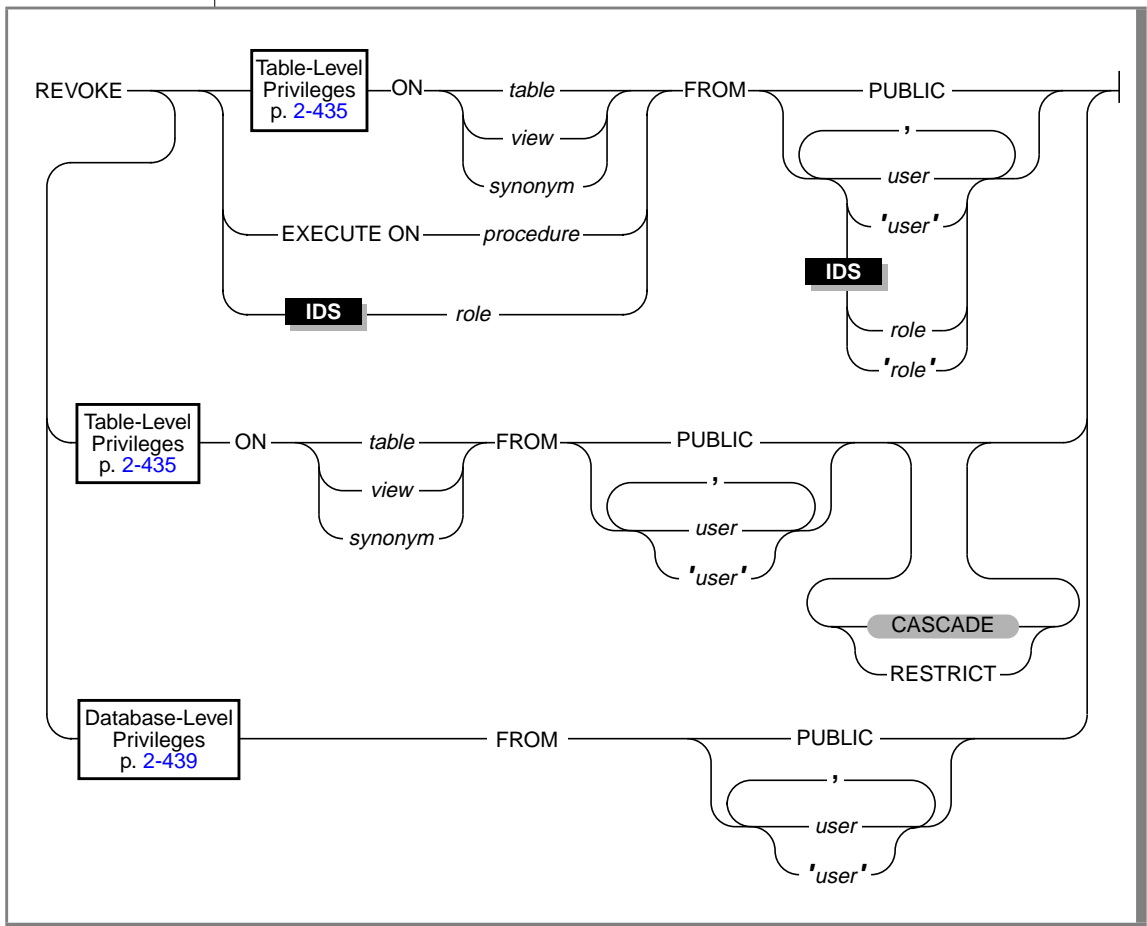 REVOKE
Table-Level
Privileges
p. 2-435
ON
table
view
synonym
FROM
PUBLIC
,
user
'user'
EXECUTE ON
procedure
IDS
role
IDS
role
'role'
Table-Level
Privileges
p. 2-435
ON
table
view
synonym
FROM
PUBLIC
,
user
'user'
CASCADE
RESTRICT
Database-Level
Privileges
p. 2-439
FROM
PUBLIC
,
user
'user'